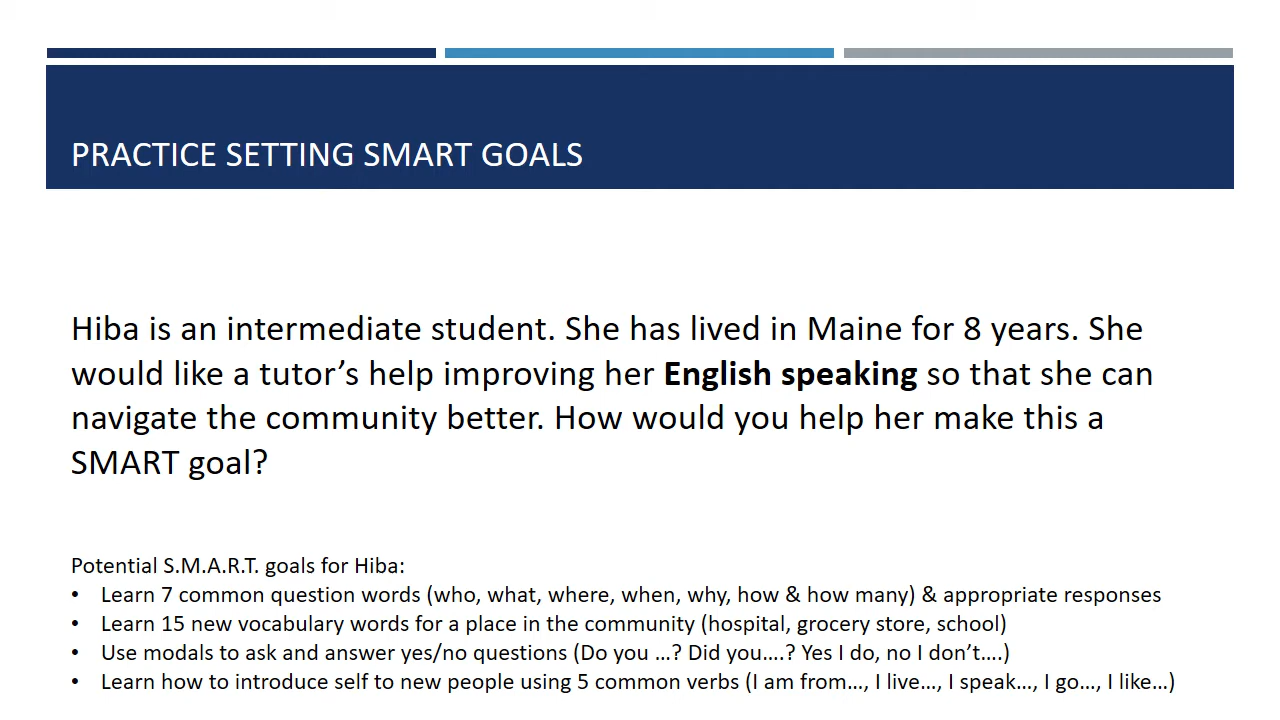 PRACTICE SETTING SMART GOALS
Hiba is an intermediate student. She has lived in Maine for 8 years. She
would like a tutor’s help improving her English speaking so that she can
navigate the community better. How would you help her make this a
SMART goal?
Potential S.M.A.R.T. goals for Hiba:
• Learn 7 common question words (who, what, where, when, why, how & how many) & appropriate responses
• Learn 15 new vocabulary words for a place in the community (hospital, grocery store, school)
• Use modals to ask and answer yes/no questions (Do you …? Did you….? Yes I do, no I don’t….)
• Learn how to introduce self to new people using 5 common verbs (I am from…, I live…, I speak…, I go…, I like…)